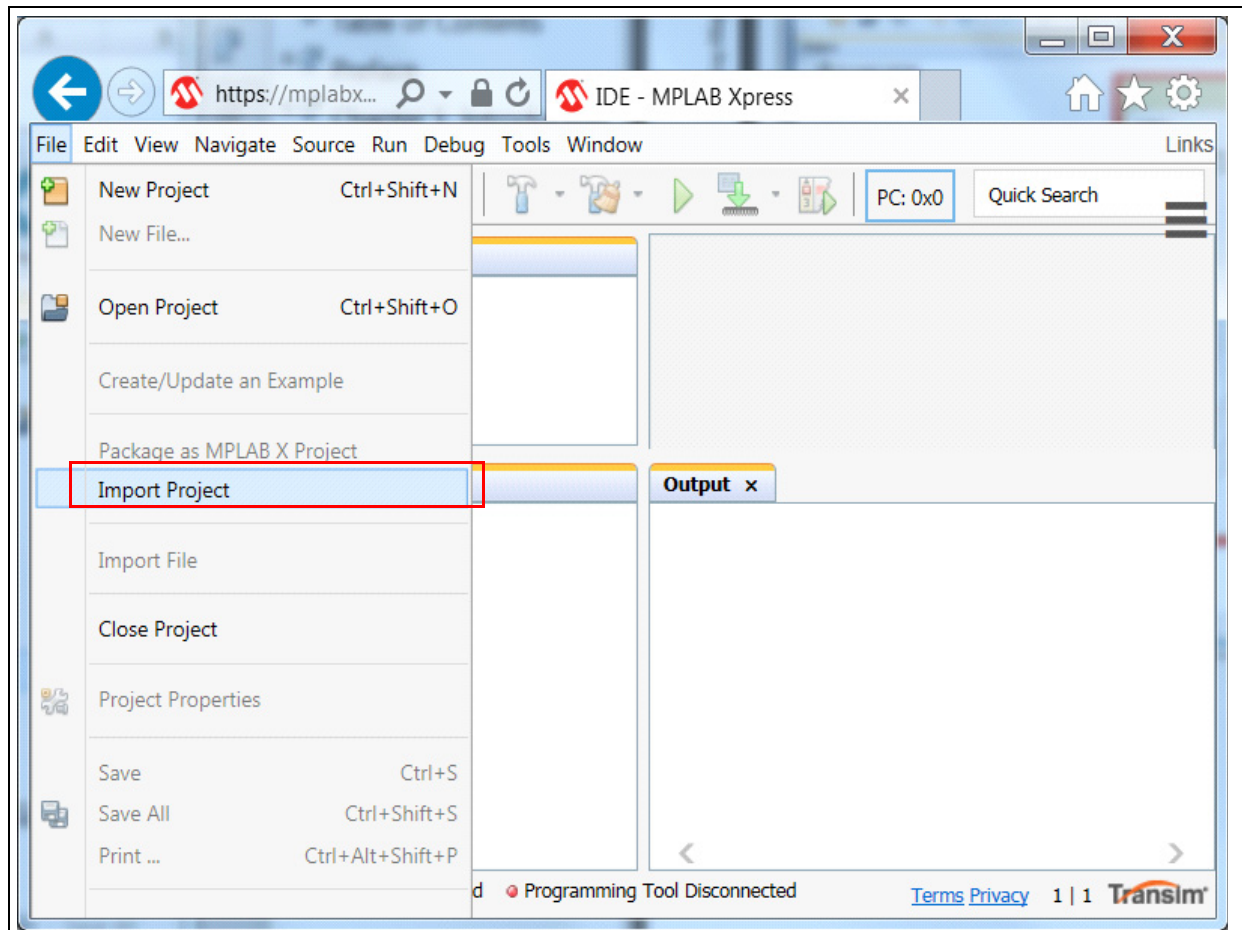 https://mplabx...
IDE - MPLAB Xpress
File Edit View Navigate Source Run Debug Tools Window Links
New Project Ctrl+Shift+N
PC: 0x0
Quick Search
New File...
Open Project Ctrl+Shift+O
Create/Update an Example
Package as MPLAB X Project
Import Project
Output x
Import File
Close Project
Project Properties
Save Ctrl+S
Save All Ctrl+Shift+S
Print ... Ctrl+Alt+Shift+P
d Programming Tool Disconnected
Terms Privacy 1 | 1 Transim